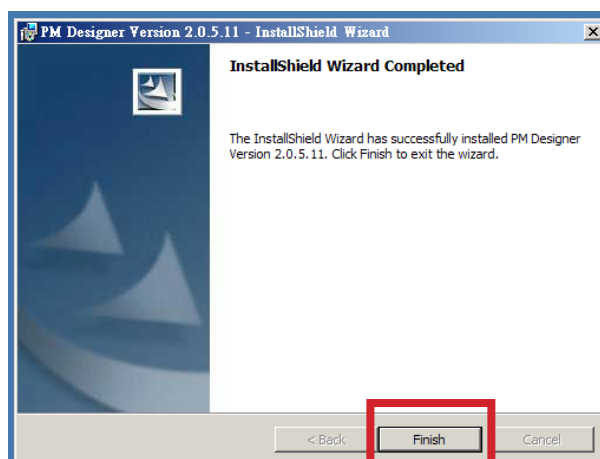 PM Designer Version 2.0.5.11 - InstallShield Wizard
InstallShield Wizard Completed
The InstallShield Wizard has successfully installed PM Designer
Version 2.0.5.11. Click Finish to exit the wizard.
< Back Finish Cancel